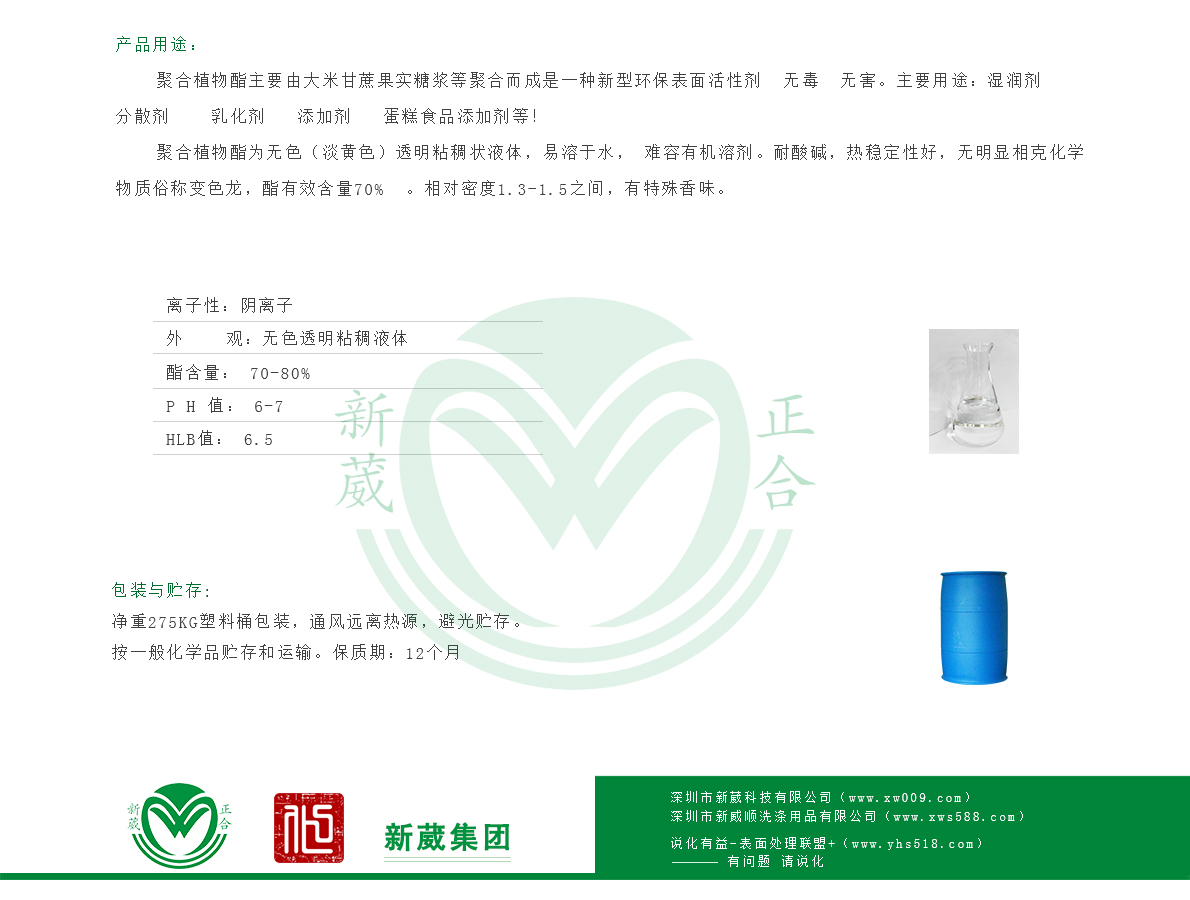 产品用途：
聚合植物酯主要由大米甘蔗果实糖浆等聚合而成是一种新型环保表面活性剂 无毒 无害。主要用途：湿润剂
分散剂 乳化剂 添加剂 蛋糕食品添加剂等！
聚合植物酯为无色（淡黄色）透明粘稠状液体，易溶于水， 难容有机溶剂。耐酸碱，热稳定性好，无明显相克化学
物质俗称变色龙，酯有效含量70% 。相对密度1.3-1.5之间，有特殊香味。
离子性：阴离子
外 观：无色透明粘稠液体
酯含量： 70-80%
P H 值： 6-7
HLB值： 6.5
新葳
正合
包装与贮存:
净重275KG塑料桶包装，通风远离热源，避光贮存。
按一般化学品贮存和运输。保质期：12个月
新葳
正合
新葳集团
深圳市新葳科技有限公司（www.xw009.com）
深圳市新威顺洗涤用品有限公司（www.xws588.com）
说化有益-表面处理联盟+（www.yhs518.com）
——— 有问题 请说化